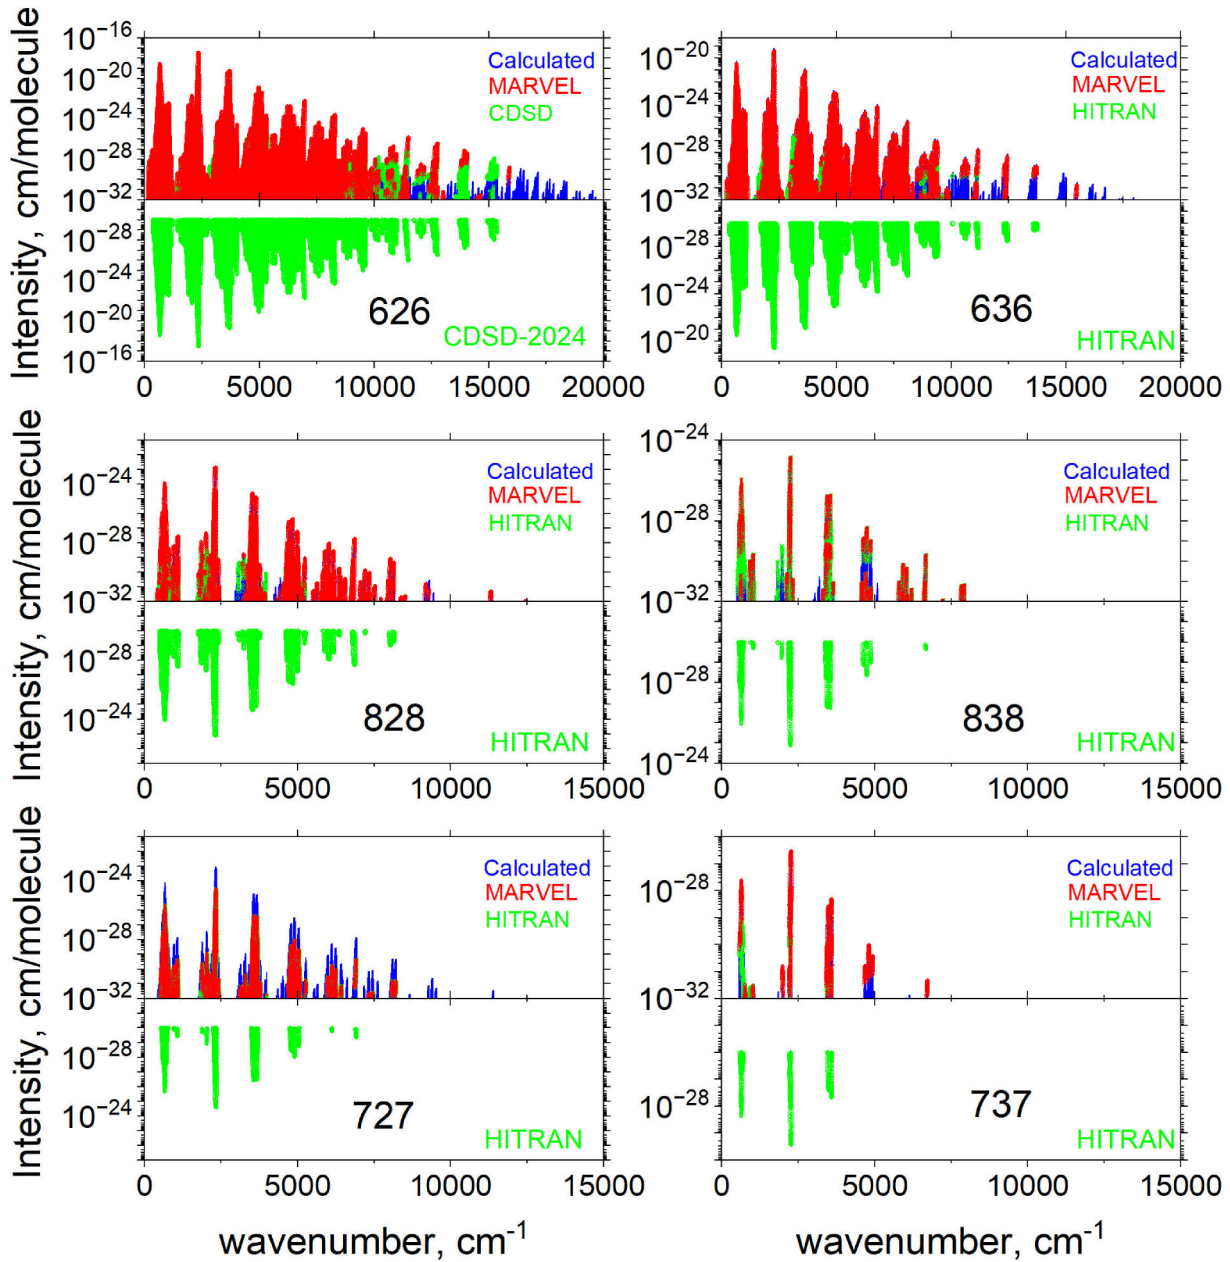 Intensity, cm/molecule
10−16
10−20
10−24
10−28
10−32
Calculated
MARVEL
CDSD
10−28
10−24
10−20
10−16
626
CDSD-2024
0 5000 10000 15000 20000
10−20
10−24
10−28
10−32
Calculated
MARVEL
HITRAN
10−28
10−24
10−20
636
HITRAN
0 5000 10000 15000 20000
Intensity, cm/molecule
10−24
10−28
10−32
Calculated
MARVEL
HITRAN
10−28
10−24
828
HITRAN
0 5000 10000 15000
10−24
10−28
10−32
Calculated
MARVEL
HITRAN
10−28
10−24
838
HITRAN
0 5000 10000 15000
Intensity, cm/molecule
10−24
10−28
10−32
Calculated
MARVEL
HITRAN
10−28
10−24
727
HITRAN
0 5000 10000 15000
wavenumber, cm-1
10−28
10−32
Calculated
MARVEL
HITRAN
10−28
737
HITRAN
0 5000 10000 15000
wavenumber, cm-1